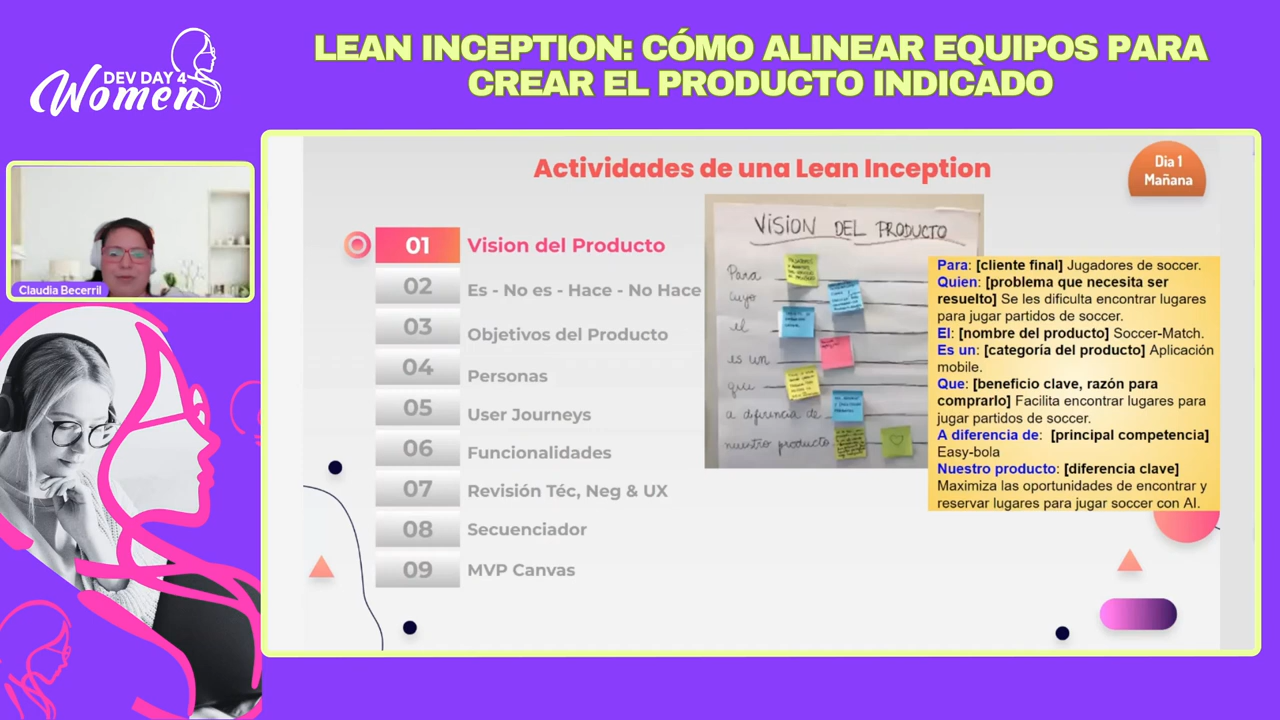 DEV DAY 4
Women
LEAN INCEPTION: CÓMO ALINEAR EQUIPOS PARA
CREAR EL PRODUCTO INDICADO
Claudia Becerril
Actividades de una Lean Inception
Dia 1
Mañana
01 Vision del Producto
02 Es - No es - Hace - No Hace
03 Objetivos del Producto
04 Personas
05 User Journeys
06 Funcionalidades
07 Revisión Téc, Neg & UX
08 Secuenciador
09 MVP Canvas
VISION DEL PRODUCTO
Para
cuyo
el
es un
que
a diferencia de
nuestro producto
Para: [cliente final] Jugadores de soccer.
Quien: [problema que necesita ser
resuelto] Se les dificulta encontrar lugares
para jugar partidos de soccer.
El: [nombre del producto] Soccer-Match.
Es un: [categoría del producto] Aplicación
mobile.
Que: [beneficio clave, razón para
comprarlo] Facilita encontrar lugares para
jugar partidos de soccer.
A diferencia de: [principal competencia]
Easy-bola
Nuestro producto: [diferencia clave]
Maximiza las oportunidades de encontrar y
reservar lugares para jugar soccer con AI.